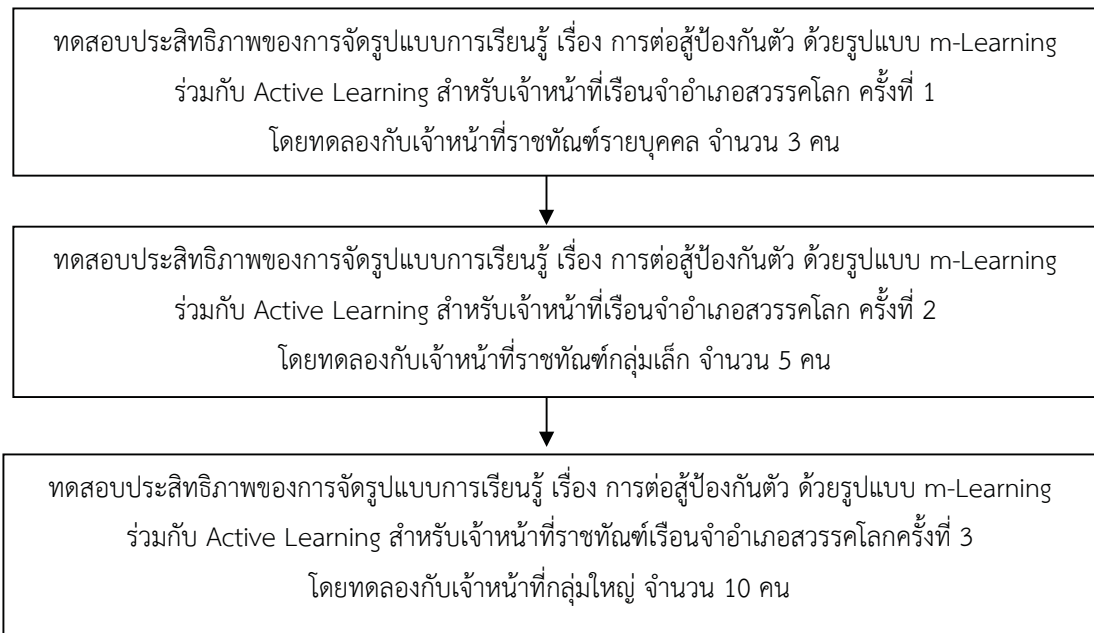 ทดสอบประสิทธิภาพของการจัดรูปแบบการเรียนรู้ เรื่อง การต่อสู้ป้องกันตัว ด้วยรูปแบบ m-Learning
ร่วมกับ Active Learning สำหรับเจ้าหน้าที่เรือนจำอำเภอสวรรคโลก ครั้งที่ 1
โดยทดลองกับเจ้าหน้าที่ราชทัณฑ์รายบุคคล จำนวน 3 คน
ทดสอบประสิทธิภาพของการจัดรูปแบบการเรียนรู้ เรื่อง การต่อสู้ป้องกันตัว ด้วยรูปแบบ m-Learning
ร่วมกับ Active Learning สำหรับเจ้าหน้าที่เรือนจำอำเภอสวรรคโลก ครั้งที่ 2
โดยทดลองกับเจ้าหน้าที่ราชทัณฑ์กลุ่มเล็ก จำนวน 5 คน
ทดสอบประสิทธิภาพของการจัดรูปแบบการเรียนรู้ เรื่อง การต่อสู้ป้องกันตัว ด้วยรูปแบบ m-Learning
ร่วมกับ Active Learning สำหรับเจ้าหน้าที่ราชทัณฑ์เรือนจำอำเภอสวรรคโลกครั้งที่ 3
โดยทดลองกับเจ้าหน้าที่กลุ่มใหญ่ จำนวน 10 คน